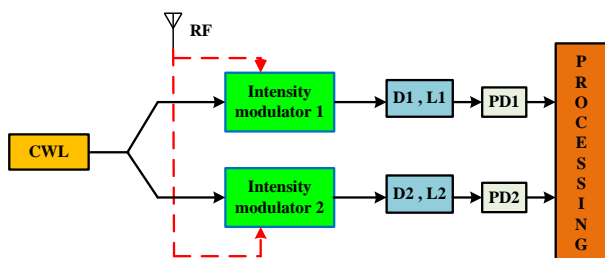 RF
Intensity
modulator 1
D1 , L1
PD1
CWL
Intensity
modulator 2
D2 , L2
PD2
P
R
O
C
E
S
S
I
N
G